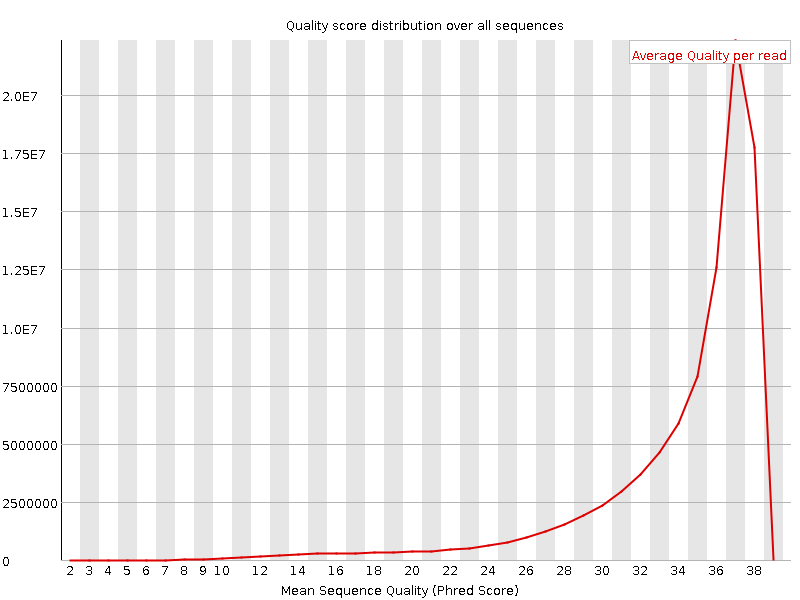 Quality score distribution over all sequences
Average Quality per read
2.0E7
1.75E7
1.5E7
1.25E7
1.0E7
7500000
5000000
2500000
0
2 3 4 5 6 7 8 9 10 12 14 16 18 20 22 24 26 28 30 32 34 36 38
Mean Sequence Quality (Phred Score)